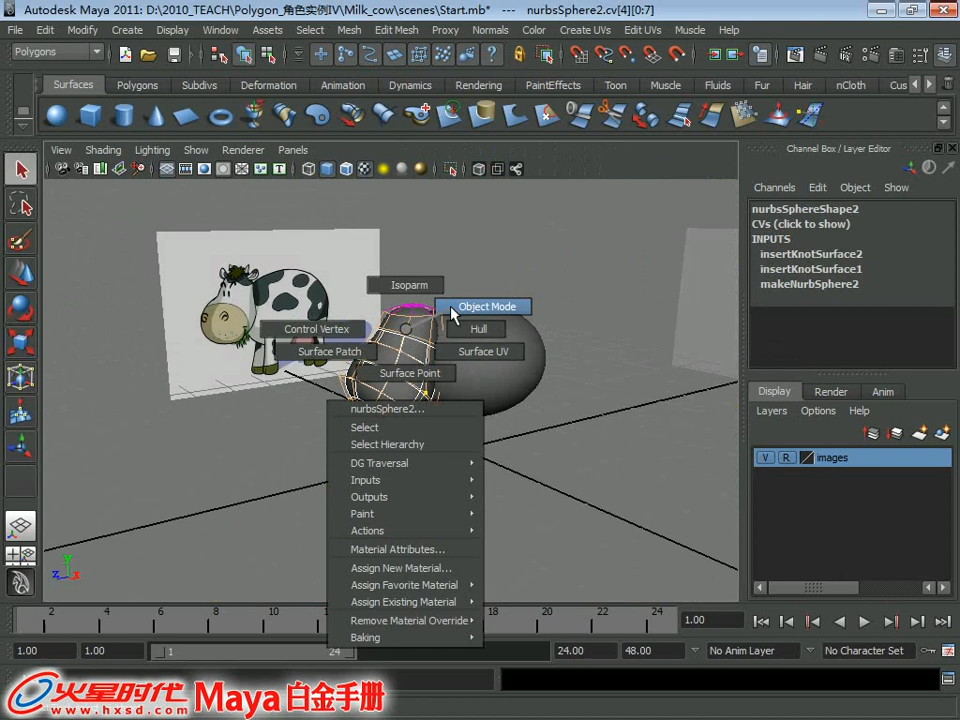 Autodesk Maya 2011: D:\2010_TEACH\Polygon_角色实例IV\Milk_cow\scenes\Start.mb* --- nurbsSphere2.cv[4][0:7]
File Edit Modify Create Display Window Assets Select Mesh Edit Mesh Proxy Normals Color Create UVs Edit UVs Muscle Help
Polygons
Surfaces Polygons Subdivs Deformation Animation Dynamics Rendering PaintEffects Toon Muscle Fluids Fur Hair nCloth Cus
View Shading Lighting Show Renderer Panels
Channel Box / Layer Editor
Channels Edit Object Show
nurbsSphereShape2
CVs (click to show)
INPUTS
insertKnotSurface2
insertKnotSurface1
makeNurbSphere2
Isoparm
Object Mode
Control Vertex
Hull
Surface Patch
Surface UV
Surface Point
nurbsSphere2...
Select
Select Hierarchy
DG Traversal
Inputs
Outputs
Paint
Actions
Material Attributes...
Assign New Material...
Assign Favorite Material
Assign Existing Material
Remove Material Override
Baking
Display Render Anim
Layers Options Help
V R images
y
z x
2 4 6 8 16 18 20 22 24
1.00
1.00 1.00 1 24 24.00 48.00 No Anim Layer No Character Set
火星时代 Maya 白金手册
www.hxsd.com